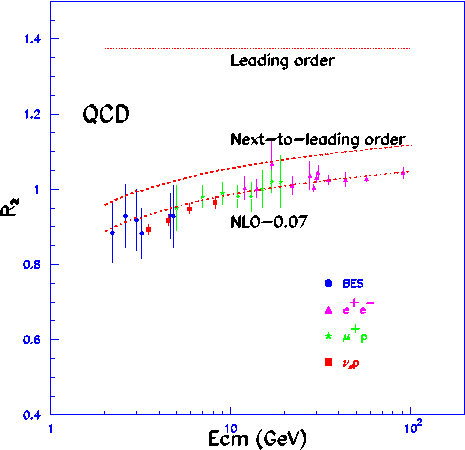 1.4
Leading order
1.2
QCD
Next-to-leading order
R₂
1
NLO-0.07
0.8
BES
e⁺e⁻
0.6
μ⁺p
ν p
0.4
1
10
10²
Ecm (GeV)